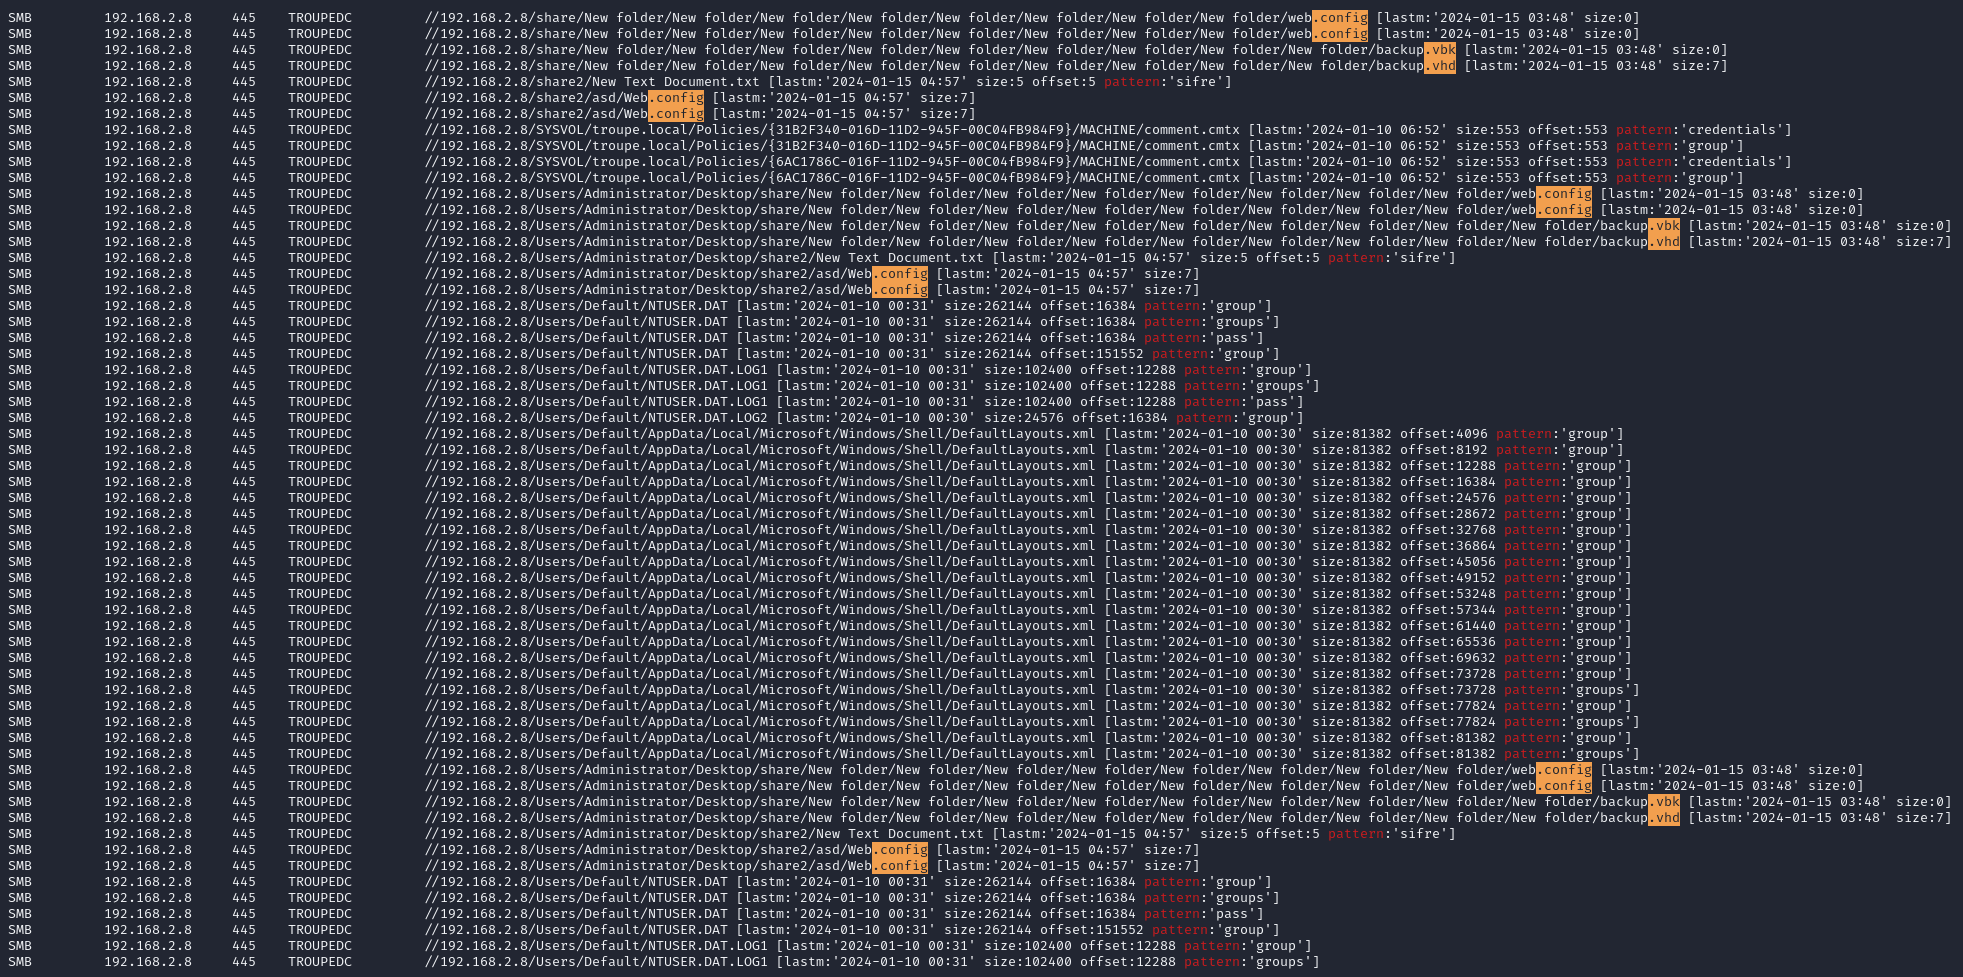 SMB 192.168.2.8 445 TROUPEDC //192.168.2.8/share/New folder/New folder/New folder/New folder/New folder/New folder/New folder/New folder/web.config [lastm:'2024-01-15 03:48' size:0]
SMB 192.168.2.8 445 TROUPEDC //192.168.2.8/share/New folder/New folder/New folder/New folder/New folder/New folder/New folder/New folder/web.config [lastm:'2024-01-15 03:48' size:0]
SMB 192.168.2.8 445 TROUPEDC //192.168.2.8/share/New folder/New folder/New folder/New folder/New folder/New folder/New folder/New folder/New folder/backup.vbk [lastm:'2024-01-15 03:48' size:0]
SMB 192.168.2.8 445 TROUPEDC //192.168.2.8/share/New folder/New folder/New folder/New folder/New folder/New folder/New folder/New folder/New folder/backup.vhd [lastm:'2024-01-15 03:48' size:7]
SMB 192.168.2.8 445 TROUPEDC //192.168.2.8/share2/New Text Document.txt [lastm:'2024-01-15 04:57' size:5 offset:5 pattern:'sifre']
SMB 192.168.2.8 445 TROUPEDC //192.168.2.8/share2/asd/Web.config [lastm:'2024-01-15 04:57' size:7]
SMB 192.168.2.8 445 TROUPEDC //192.168.2.8/share2/asd/Web.config [lastm:'2024-01-15 04:57' size:7]
SMB 192.168.2.8 445 TROUPEDC //192.168.2.8/SYSVOL/troupe.local/Policies/{31B2F340-016D-11D2-945F-00C04FB984F9}/MACHINE/comment.cmtx [lastm:'2024-01-10 06:52' size:553 offset:553 pattern:'credentials']
SMB 192.168.2.8 445 TROUPEDC //192.168.2.8/SYSVOL/troupe.local/Policies/{31B2F340-016D-11D2-945F-00C04FB984F9}/MACHINE/comment.cmtx [lastm:'2024-01-10 06:52' size:553 offset:553 pattern:'group']
SMB 192.168.2.8 445 TROUPEDC //192.168.2.8/SYSVOL/troupe.local/Policies/{6AC1786C-016F-11D2-945F-00C04fB984F9}/MACHINE/comment.cmtx [lastm:'2024-01-10 06:52' size:553 offset:553 pattern:'credentials']
SMB 192.168.2.8 445 TROUPEDC //192.168.2.8/SYSVOL/troupe.local/Policies/{6AC1786C-016F-11D2-945F-00C04fB984F9}/MACHINE/comment.cmtx [lastm:'2024-01-10 06:52' size:553 offset:553 pattern:'group']
SMB 192.168.2.8 445 TROUPEDC //192.168.2.8/Users/Administrator/Desktop/share/New folder/New folder/New folder/New folder/New folder/New folder/New folder/New folder/web.config [lastm:'2024-01-15 03:48' size:0]
SMB 192.168.2.8 445 TROUPEDC //192.168.2.8/Users/Administrator/Desktop/share/New folder/New folder/New folder/New folder/New folder/New folder/New folder/New folder/web.config [lastm:'2024-01-15 03:48' size:0]
SMB 192.168.2.8 445 TROUPEDC //192.168.2.8/Users/Administrator/Desktop/share/New folder/New folder/New folder/New folder/New folder/New folder/New folder/New folder/New folder/backup.vbk [lastm:'2024-01-15 03:48' size:0]
SMB 192.168.2.8 445 TROUPEDC //192.168.2.8/Users/Administrator/Desktop/share/New folder/New folder/New folder/New folder/New folder/New folder/New folder/New folder/New folder/backup.vhd [lastm:'2024-01-15 03:48' size:7]
SMB 192.168.2.8 445 TROUPEDC //192.168.2.8/Users/Administrator/Desktop/share2/New Text Document.txt [lastm:'2024-01-15 04:57' size:5 offset:5 pattern:'sifre']
SMB 192.168.2.8 445 TROUPEDC //192.168.2.8/Users/Administrator/Desktop/share2/asd/Web.config [lastm:'2024-01-15 04:57' size:7]
SMB 192.168.2.8 445 TROUPEDC //192.168.2.8/Users/Administrator/Desktop/share2/asd/Web.config [lastm:'2024-01-15 04:57' size:7]
SMB 192.168.2.8 445 TROUPEDC //192.168.2.8/Users/Default/NTUSER.DAT [lastm:'2024-01-10 00:31' size:262144 offset:16384 pattern:'group']
SMB 192.168.2.8 445 TROUPEDC //192.168.2.8/Users/Default/NTUSER.DAT [lastm:'2024-01-10 00:31' size:262144 offset:16384 pattern:'groups']
SMB 192.168.2.8 445 TROUPEDC //192.168.2.8/Users/Default/NTUSER.DAT [lastm:'2024-01-10 00:31' size:262144 offset:16384 pattern:'pass']
SMB 192.168.2.8 445 TROUPEDC //192.168.2.8/Users/Default/NTUSER.DAT [lastm:'2024-01-10 00:31' size:262144 offset:151552 pattern:'group']
SMB 192.168.2.8 445 TROUPEDC //192.168.2.8/Users/Default/NTUSER.DAT.LOG1 [lastm:'2024-01-10 00:31' size:102400 offset:12288 pattern:'group']
SMB 192.168.2.8 445 TROUPEDC //192.168.2.8/Users/Default/NTUSER.DAT.LOG1 [lastm:'2024-01-10 00:31' size:102400 offset:12288 pattern:'groups']
SMB 192.168.2.8 445 TROUPEDC //192.168.2.8/Users/Default/NTUSER.DAT.LOG1 [lastm:'2024-01-10 00:31' size:102400 offset:12288 pattern:'pass']
SMB 192.168.2.8 445 TROUPEDC //192.168.2.8/Users/Default/NTUSER.DAT.LOG2 [lastm:'2024-01-10 00:30' size:24576 offset:16384 pattern:'group']
SMB 192.168.2.8 445 TROUPEDC //192.168.2.8/Users/Default/AppData/Local/Microsoft/Windows/Shell/DefaultLayouts.xml [lastm:'2024-01-10 00:30' size:81382 offset:4096 pattern:'group']
SMB 192.168.2.8 445 TROUPEDC //192.168.2.8/Users/Default/AppData/Local/Microsoft/Windows/Shell/DefaultLayouts.xml [lastm:'2024-01-10 00:30' size:81382 offset:8192 pattern:'group']
SMB 192.168.2.8 445 TROUPEDC //192.168.2.8/Users/Default/AppData/Local/Microsoft/Windows/Shell/DefaultLayouts.xml [lastm:'2024-01-10 00:30' size:81382 offset:12288 pattern:'group']
SMB 192.168.2.8 445 TROUPEDC //192.168.2.8/Users/Default/AppData/Local/Microsoft/Windows/Shell/DefaultLayouts.xml [lastm:'2024-01-10 00:30' size:81382 offset:16384 pattern:'group']
SMB 192.168.2.8 445 TROUPEDC //192.168.2.8/Users/Default/AppData/Local/Microsoft/Windows/Shell/DefaultLayouts.xml [lastm:'2024-01-10 00:30' size:81382 offset:24576 pattern:'group']
SMB 192.168.2.8 445 TROUPEDC //192.168.2.8/Users/Default/AppData/Local/Microsoft/Windows/Shell/DefaultLayouts.xml [lastm:'2024-01-10 00:30' size:81382 offset:28672 pattern:'group']
SMB 192.168.2.8 445 TROUPEDC //192.168.2.8/Users/Default/AppData/Local/Microsoft/Windows/Shell/DefaultLayouts.xml [lastm:'2024-01-10 00:30' size:81382 offset:32768 pattern:'group']
SMB 192.168.2.8 445 TROUPEDC //192.168.2.8/Users/Default/AppData/Local/Microsoft/Windows/Shell/DefaultLayouts.xml [lastm:'2024-01-10 00:30' size:81382 offset:36864 pattern:'group']
SMB 192.168.2.8 445 TROUPEDC //192.168.2.8/Users/Default/AppData/Local/Microsoft/Windows/Shell/DefaultLayouts.xml [lastm:'2024-01-10 00:30' size:81382 offset:45056 pattern:'group']
SMB 192.168.2.8 445 TROUPEDC //192.168.2.8/Users/Default/AppData/Local/Microsoft/Windows/Shell/DefaultLayouts.xml [lastm:'2024-01-10 00:30' size:81382 offset:49152 pattern:'group']
SMB 192.168.2.8 445 TROUPEDC //192.168.2.8/Users/Default/AppData/Local/Microsoft/Windows/Shell/DefaultLayouts.xml [lastm:'2024-01-10 00:30' size:81382 offset:53248 pattern:'group']
SMB 192.168.2.8 445 TROUPEDC //192.168.2.8/Users/Default/AppData/Local/Microsoft/Windows/Shell/DefaultLayouts.xml [lastm:'2024-01-10 00:30' size:81382 offset:57344 pattern:'group']
SMB 192.168.2.8 445 TROUPEDC //192.168.2.8/Users/Default/AppData/Local/Microsoft/Windows/Shell/DefaultLayouts.xml [lastm:'2024-01-10 00:30' size:81382 offset:61440 pattern:'group']
SMB 192.168.2.8 445 TROUPEDC //192.168.2.8/Users/Default/AppData/Local/Microsoft/Windows/Shell/DefaultLayouts.xml [lastm:'2024-01-10 00:30' size:81382 offset:65536 pattern:'group']
SMB 192.168.2.8 445 TROUPEDC //192.168.2.8/Users/Default/AppData/Local/Microsoft/Windows/Shell/DefaultLayouts.xml [lastm:'2024-01-10 00:30' size:81382 offset:69632 pattern:'group']
SMB 192.168.2.8 445 TROUPEDC //192.168.2.8/Users/Default/AppData/Local/Microsoft/Windows/Shell/DefaultLayouts.xml [lastm:'2024-01-10 00:30' size:81382 offset:73728 pattern:'group']
SMB 192.168.2.8 445 TROUPEDC //192.168.2.8/Users/Default/AppData/Local/Microsoft/Windows/Shell/DefaultLayouts.xml [lastm:'2024-01-10 00:30' size:81382 offset:73728 pattern:'groups']
SMB 192.168.2.8 445 TROUPEDC //192.168.2.8/Users/Default/AppData/Local/Microsoft/Windows/Shell/DefaultLayouts.xml [lastm:'2024-01-10 00:30' size:81382 offset:77824 pattern:'group']
SMB 192.168.2.8 445 TROUPEDC //192.168.2.8/Users/Default/AppData/Local/Microsoft/Windows/Shell/DefaultLayouts.xml [lastm:'2024-01-10 00:30' size:81382 offset:77824 pattern:'groups']
SMB 192.168.2.8 445 TROUPEDC //192.168.2.8/Users/Default/AppData/Local/Microsoft/Windows/Shell/DefaultLayouts.xml [lastm:'2024-01-10 00:30' size:81382 offset:81382 pattern:'group']
SMB 192.168.2.8 445 TROUPEDC //192.168.2.8/Users/Default/AppData/Local/Microsoft/Windows/Shell/DefaultLayouts.xml [lastm:'2024-01-10 00:30' size:81382 offset:81382 pattern:'groups']
SMB 192.168.2.8 445 TROUPEDC //192.168.2.8/Users/Administrator/Desktop/share/New folder/New folder/New folder/New folder/New folder/New folder/New folder/New folder/web.config [lastm:'2024-01-15 03:48' size:0]
SMB 192.168.2.8 445 TROUPEDC //192.168.2.8/Users/Administrator/Desktop/share/New folder/New folder/New folder/New folder/New folder/New folder/New folder/New folder/web.config [lastm:'2024-01-15 03:48' size:0]
SMB 192.168.2.8 445 TROUPEDC //192.168.2.8/Users/Administrator/Desktop/share/New folder/New folder/New folder/New folder/New folder/New folder/New folder/New folder/New folder/backup.vbk [lastm:'2024-01-15 03:48' size:0]
SMB 192.168.2.8 445 TROUPEDC //192.168.2.8/Users/Administrator/Desktop/share/New folder/New folder/New folder/New folder/New folder/New folder/New folder/New folder/New folder/backup.vhd [lastm:'2024-01-15 03:48' size:7]
SMB 192.168.2.8 445 TROUPEDC //192.168.2.8/Users/Administrator/Desktop/share2/New Text Document.txt [lastm:'2024-01-15 04:57' size:5 offset:5 pattern:'sifre']
SMB 192.168.2.8 445 TROUPEDC //192.168.2.8/Users/Administrator/Desktop/share2/asd/Web.config [lastm:'2024-01-15 04:57' size:7]
SMB 192.168.2.8 445 TROUPEDC //192.168.2.8/Users/Administrator/Desktop/share2/asd/Web.config [lastm:'2024-01-15 04:57' size:7]
SMB 192.168.2.8 445 TROUPEDC //192.168.2.8/Users/Default/NTUSER.DAT [lastm:'2024-01-10 00:31' size:262144 offset:16384 pattern:'group']
SMB 192.168.2.8 445 TROUPEDC //192.168.2.8/Users/Default/NTUSER.DAT [lastm:'2024-01-10 00:31' size:262144 offset:16384 pattern:'groups']
SMB 192.168.2.8 445 TROUPEDC //192.168.2.8/Users/Default/NTUSER.DAT [lastm:'2024-01-10 00:31' size:262144 offset:16384 pattern:'pass']
SMB 192.168.2.8 445 TROUPEDC //192.168.2.8/Users/Default/NTUSER.DAT [lastm:'2024-01-10 00:31' size:262144 offset:151552 pattern:'group']
SMB 192.168.2.8 445 TROUPEDC //192.168.2.8/Users/Default/NTUSER.DAT.LOG1 [lastm:'2024-01-10 00:31' size:102400 offset:12288 pattern:'group']
SMB 192.168.2.8 445 TROUPEDC //192.168.2.8/Users/Default/NTUSER.DAT.LOG1 [lastm:'2024-01-10 00:31' size:102400 offset:12288 pattern:'groups']